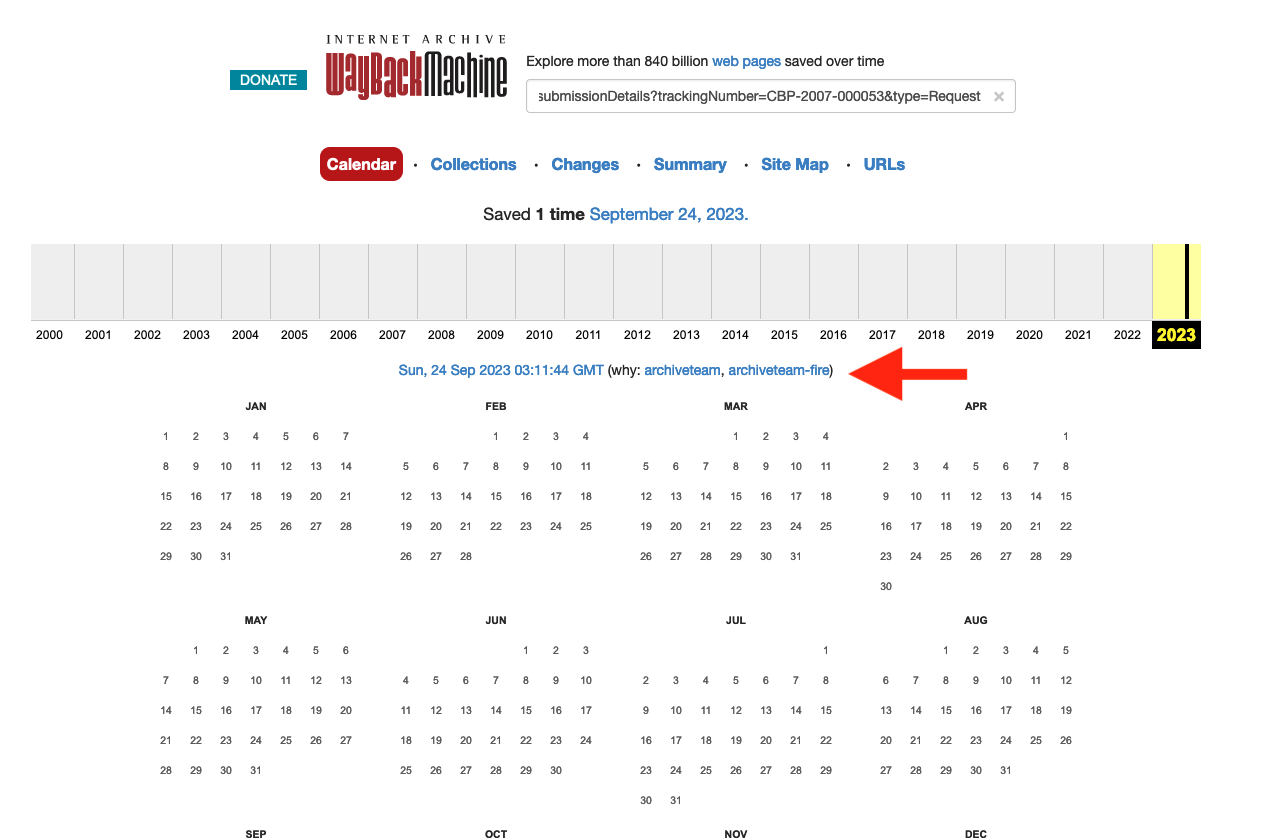 INTERNET ARCHIVE
WayBackMachine
DONATE
Explore more than 840 billion web pages saved over time
submissionDetails?trackingNumber=CBP-2007-000053&type=Request ×
Calendar · Collections · Changes · Summary · Site Map · URLs
Saved 1 time September 24, 2023.
2000 2001 2002 2003 2004 2005 2006 2007 2008 2009 2010 2011 2012 2013 2014 2015 2016 2017 2018 2019 2020 2021 2022 2023
Sun, 24 Sep 2023 03:11:44 GMT (why: archiveteam, archiveteam-fire)
JAN FEB MAR APR
1 2 3 4 5 6 7 1 2 3 4 1 2 3 4 1
8 9 10 11 12 13 14 5 6 7 8 9 10 11 5 6 7 8 9 10 11 2 3 4 5 6 7 8
15 16 17 18 19 20 21 12 13 14 15 16 17 18 12 13 14 15 16 17 18 9 10 11 12 13 14 15
22 23 24 25 26 27 28 19 20 21 22 23 24 25 19 20 21 22 23 24 25 16 17 18 19 20 21 22
29 30 31 26 27 28 26 27 28 29 30 31 23 24 25 26 27 28 29
30
MAY JUN JUL AUG
1 2 3 4 5 6 1 2 3 1 1 2 3 4 5
7 8 9 10 11 12 13 4 5 6 7 8 9 10 2 3 4 5 6 7 8 6 7 8 9 10 11 12
14 15 16 17 18 19 20 11 12 13 14 15 16 17 9 10 11 12 13 14 15 13 14 15 16 17 18 19
21 22 23 24 25 26 27 18 19 20 21 22 23 24 16 17 18 19 20 21 22 20 21 22 23 24 25 26
28 29 30 31 25 26 27 28 29 30 23 24 25 26 27 28 29 27 28 29 30 31
30 31
SEP OCT NOV DEC